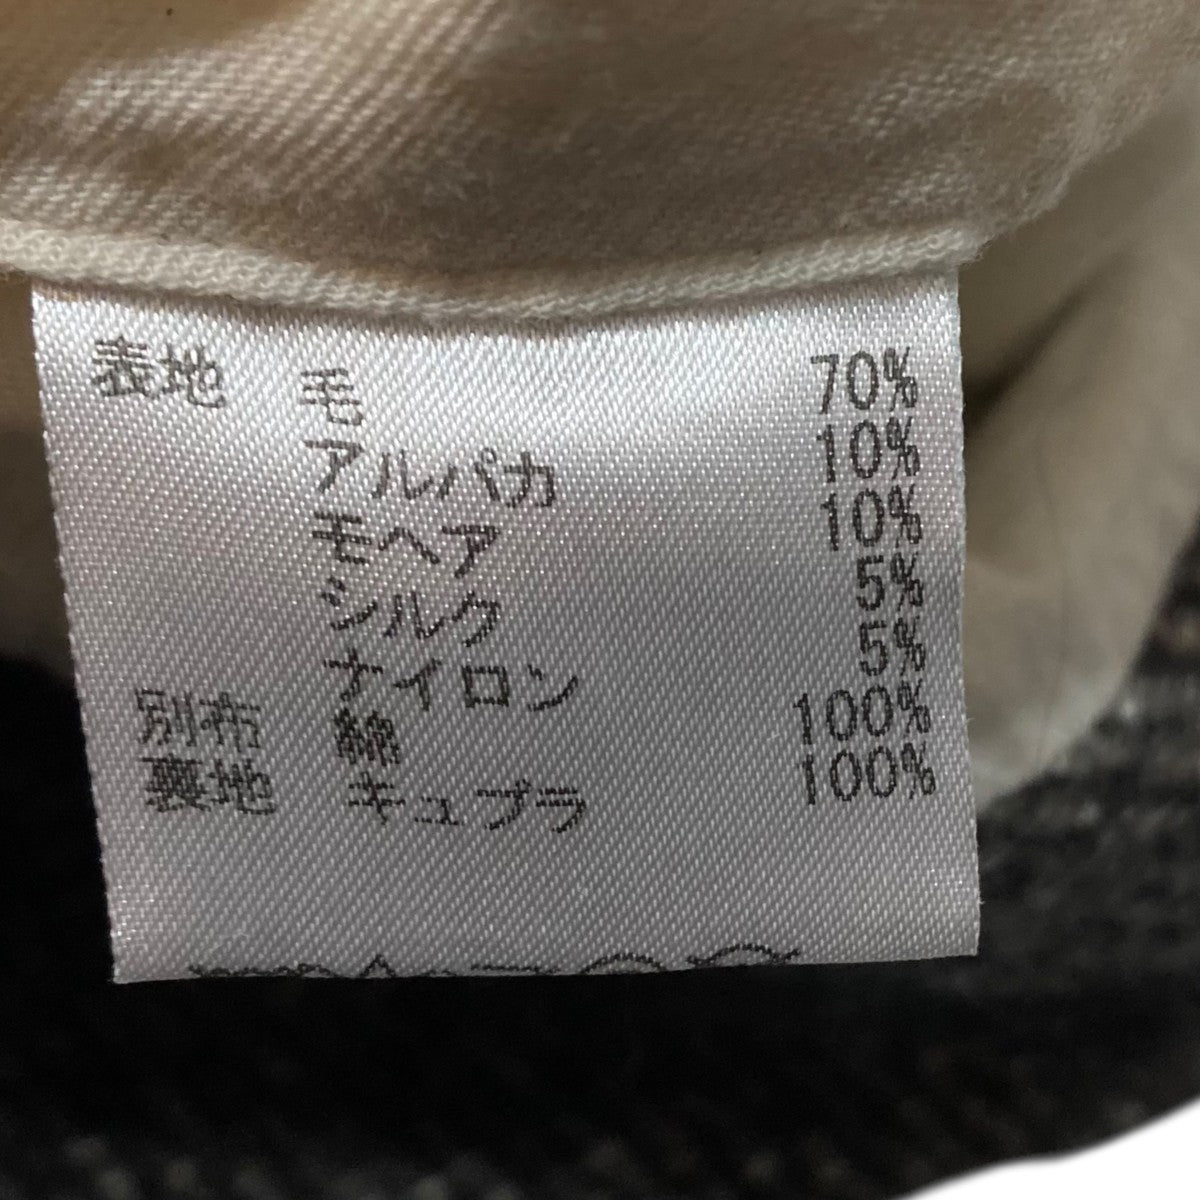 表地 毛 70%
アルパカ 10%
モヘア 10%
シルク 5%
ナイロン 5%
別布 綿 100%
裏地 キュプラ 100%